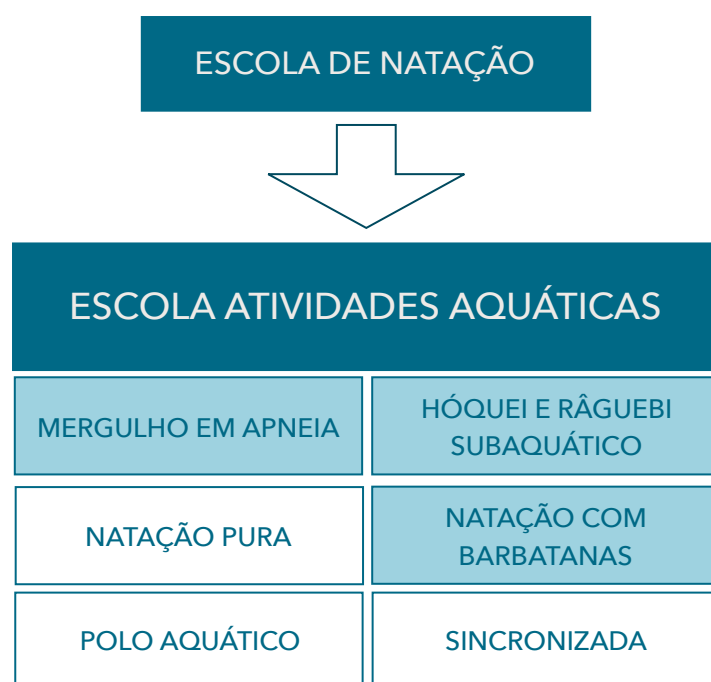 ESCOLA DE NATAÇÃO
ESCOLA ATIVIDADES AQUÁTICAS
MERGULHO EM APNEIA
HÓQUEI E RÂGUEBI
SUBAQUÁTICO
NATAÇÃO PURA
NATAÇÃO COM
BARBATANAS
POLO AQUÁTICO
SINCRONIZADA